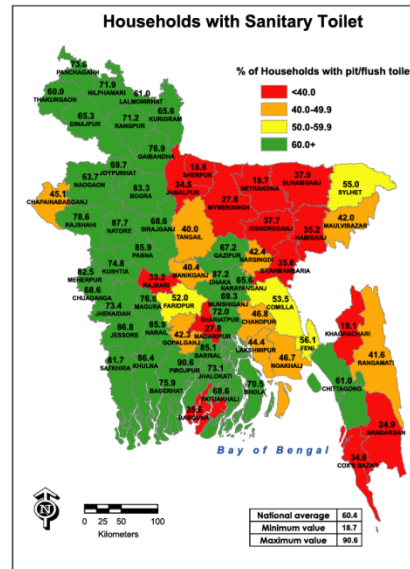 Households with Sanitary Toilet
% of Households with pit/flush toilet
<40.0
40.0-49.9
50.0-59.9
60.0+
73.6
PANCHAGARH
60.0
THAKURGAON
71.9
NILPHAMARI
61.0
LALMONIRHAT
65.3
DINAJPUR
71.2
RANGPUR
65.6
KURIGRAM
76.9
GAIBANDHA
69.7
JOYPURHAT
63.7
NAOGAON
83.3
BOGRA
45.1
CHAPAINABABGANJ
78.6
RAJSHAHI
87.7
NATORE
68.6
SIRAJGANJ
18.8
SHERPUR
34.5
JAMALPUR
27.8
MYMENSINGH
18.7
NETRAKONA
37.9
SUNAMGANJ
55.0
SYLHET
42.0
MAULVIBAZAR
35.2
HABIGANJ
37.7
KISHOREGANJ
40.0
TANGAIL
67.2
GAZIPUR
42.4
NARSINGDI
35.6
BRAHMANBARIA
85.9
PABNA
74.8
KUSHTIA
82.5
MEHERPUR
68.6
CHUADANGA
73.4
JHENAIDAH
33.2
RAJBARI
40.4
MANIKGANJ
87.2
DHAKA
65.6
NARAYANGANJ
76.8
MAGURA
52.0
FARIDPUR
69.3
MUNSHIGANJ
72.0
SHARIATPUR
53.5
COMILLA
46.8
CHANDPUR
86.8
JESSORE
85.9
NARAIL
42.3
GOPALGANJ
27.8
MADARIPUR
44.4
LAKSHMIPUR
46.7
NOAKHALI
56.1
FENI
19.1
KHAGRACHARI
41.6
RANGAMATI
61.0
CHITTAGONG
24.9
BANDARBAN
34.6
COX'S BAZAR
81.7
SATKHIRA
86.4
KHULNA
75.9
BAGERHAT
90.6
PIROJPUR
85.1
BARISAL
73.1
JHALOKATI
70.5
BHOLA
68.6
PATUAKHALI
35.6
BARGUNA
Bay of Bengal
N
100 0 100
Kilometers
National average 60.4
Minimum value 18.7
Maximum value 90.6